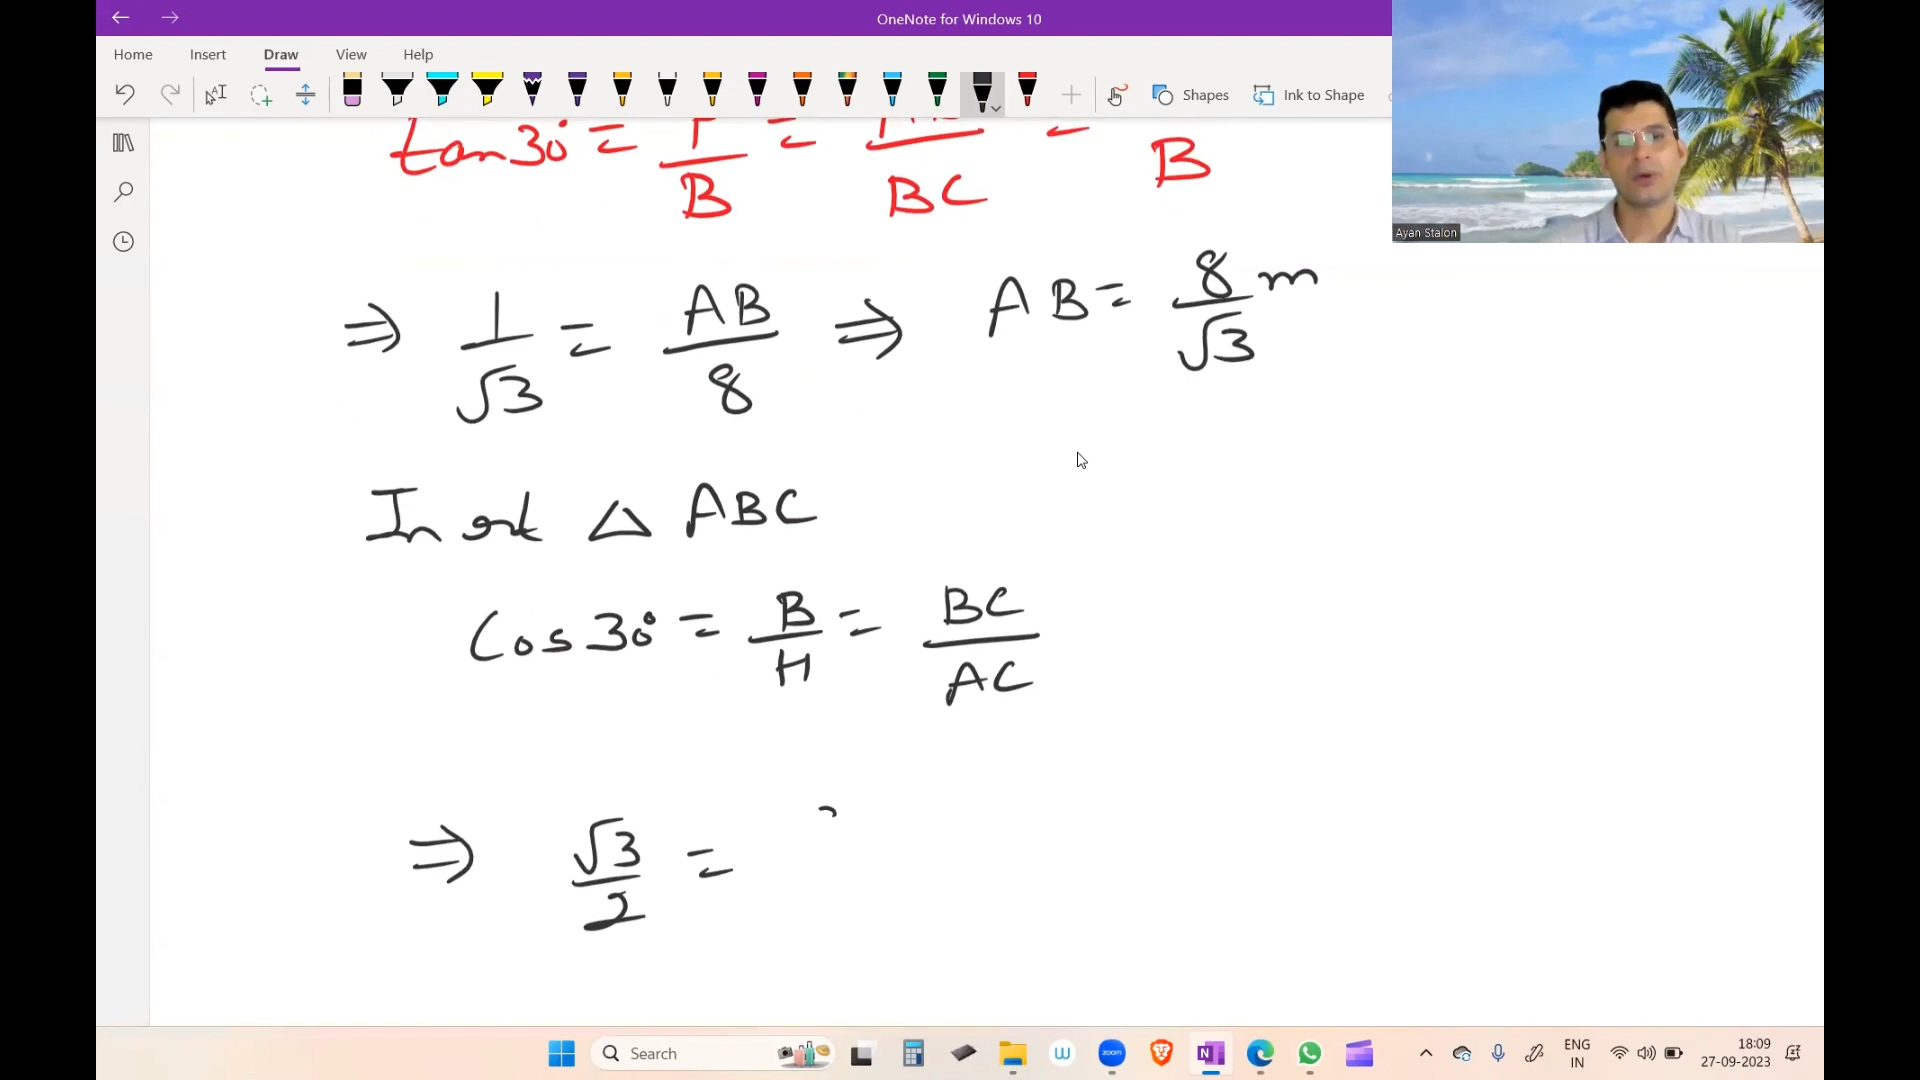 OneNote for Windows 10
Home Insert Draw View Help
Shapes Ink to Shape
Ayan Stalon
tan 30° = P/B = AB/BC = B
⇒ 1/√3 = AB/8 ⇒ AB = 8/√3 m
In rt △ ABC
Cos 30° = B/H = BC/AC
⇒ √3/2 =
Search
zoom
ENG
IN
18:09
27-09-2023